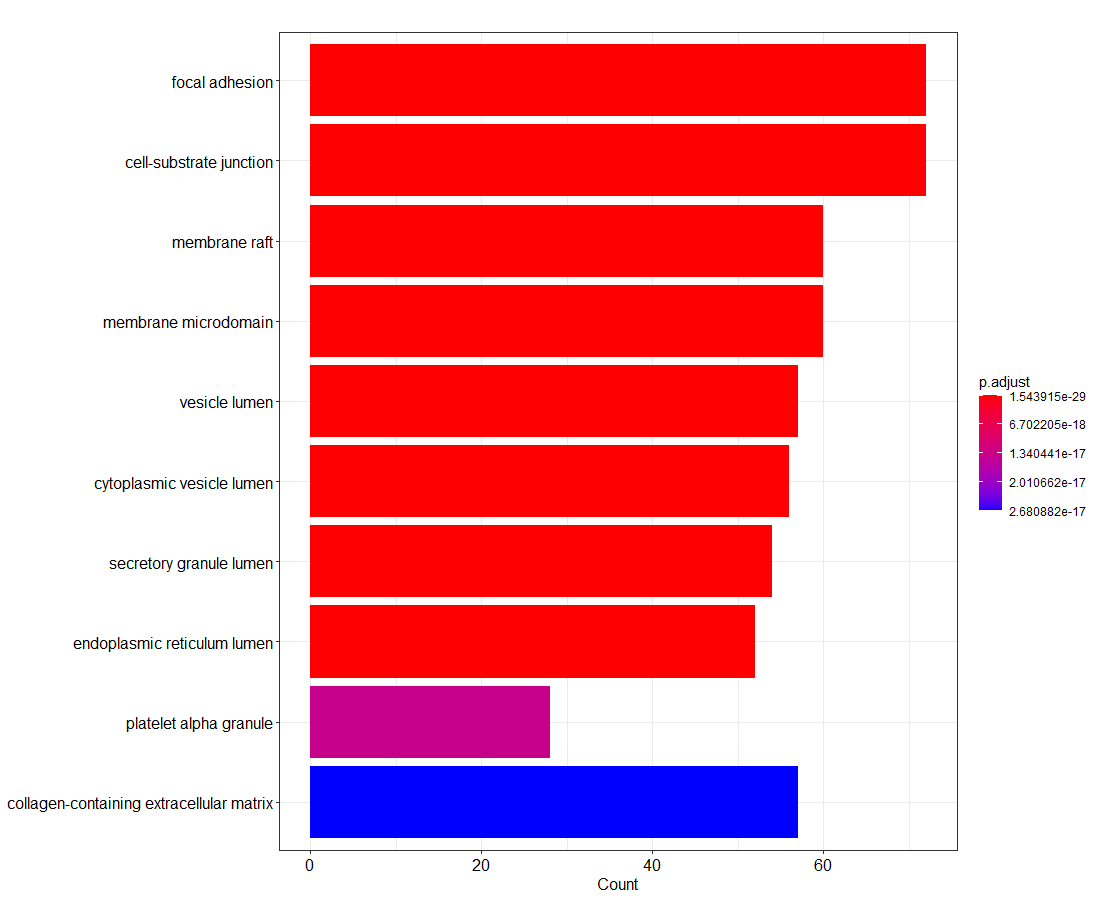 focal adhesion
cell-substrate junction
membrane raft
membrane microdomain
vesicle lumen
cytoplasmic vesicle lumen
secretory granule lumen
endoplasmic reticulum lumen
platelet alpha granule
collagen-containing extracellular matrix
0 20 40 60
Count
p.adjust
1.543915e-29
6.702205e-18
1.340441e-17
2.010662e-17
2.680882e-17